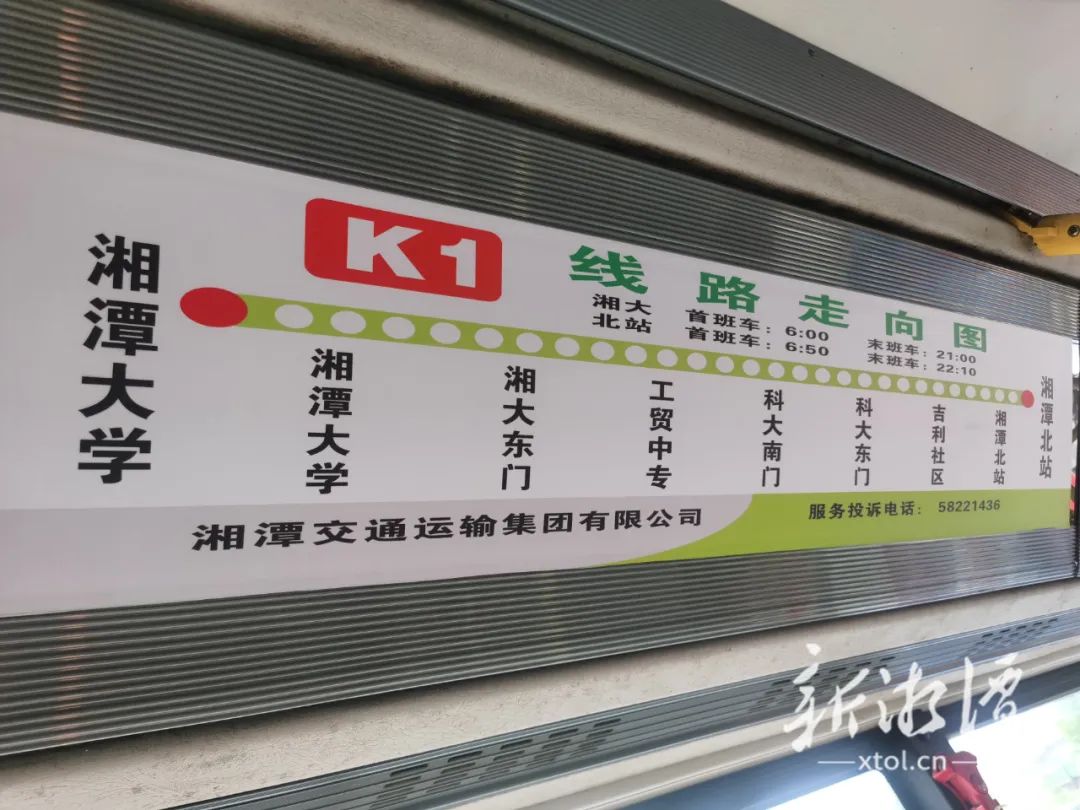 K1 线路走向图
湘大 首班车：6:00 末班车：21:00
北站 首班车：6:50 末班车：22:10
湘潭大学
湘潭大学
湘大东门
工贸中专
科大南门
科大东门
吉利社区
湘潭北站
湘潭北站
湘潭交通运输集团有限公司
服务投诉电话：58221436
新湘潭
xtol.cn